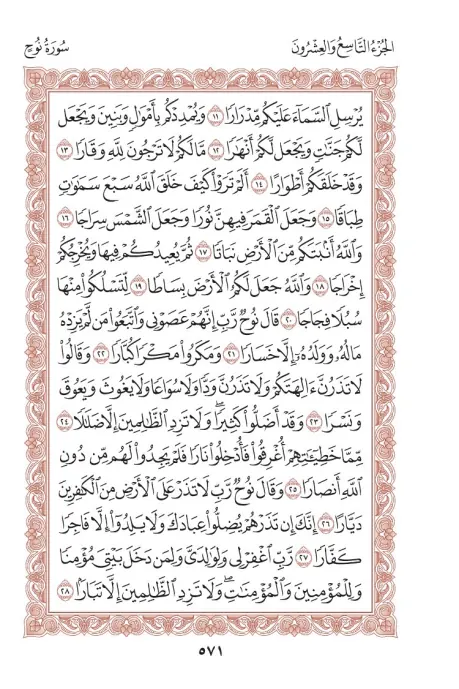 الجُزْءُ التَّاسِعُ وَالعِشْرُونَ
سُورَةُ نُوحٍ
يُرْسِلِ ٱلسَّمَآءَ عَلَيْكُم مِّدْرَارًا ١١ وَيُمْدِدْكُم بِأَمْوَٰلٍ وَبَنِينَ وَيَجْعَل
لَّكُمْ جَنَّٰتٍ وَيَجْعَل لَّكُمْ أَنْهَٰرًا ١٢ مَّا لَكُمْ لَا تَرْجُونَ لِلَّهِ وَقَارًا ١٣
وَقَدْ خَلَقَكُمْ أَطْوَارًا ١٤ أَلَمْ تَرَوْا۟ كَيْفَ خَلَقَ ٱللَّهُ سَبْعَ سَمَٰوَٰتٍ
طِبَاقًا ١٥ وَجَعَلَ ٱلْقَمَرَ فِيهِنَّ نُورًا وَجَعَلَ ٱلشَّمْسَ سِرَاجًا ١٦
وَٱللَّهُ أَنۢبَتَكُم مِّنَ ٱلْأَرْضِ نَبَاتًا ١٧ ثُمَّ يُعِيدُكُمْ فِيهَا وَيُخْرِجُكُمْ
إِخْرَاجًا ١٨ وَٱللَّهُ جَعَلَ لَكُمُ ٱلْأَرْضَ بِسَاطًا ١٩ لِّتَسْلُكُوا۟ مِنْهَا
سُبُلًا فِجَاجًا ٢٠ قَالَ نُوحٌ رَّبِّ إِنَّهُمْ عَصَوْنِى وَٱتَّبَعُوا۟ مَن لَّمْ يَزِدْهُ
مَالُهُۥ وَوَلَدُهُۥٓ إِلَّا خَسَارًا ٢١ وَمَكَرُوا۟ مَكْرًا كُبَّارًا ٢٢ وَقَالُوا۟
لَا تَذَرُنَّ ءَالِهَتَكُمْ وَلَا تَذَرُنَّ وَدًّا وَلَا سُوَاعًا وَلَا يَغُوثَ وَيَعُوقَ
وَنَسْرًا ٢٣ وَقَدْ أَضَلُّوا۟ كَثِيرًا ۖ وَلَا تَزِدِ ٱلظَّٰلِمِينَ إِلَّا ضَلَٰلًا ٢٤
مِّمَّا خَطِيٓـَٰٔتِهِمْ أُغْرِقُوا۟ فَأُدْخِلُوا۟ نَارًا فَلَمْ يَجِدُوا۟ لَهُم مِّن دُونِ
ٱللَّهِ أَنصَارًا ٢٥ وَقَالَ نُوحٌ رَّبِّ لَا تَذَرْ عَلَى ٱلْأَرْضِ مِنَ ٱلْكَٰفِرِينَ
دَيَّارًا ٢٦ إِنَّكَ إِن تَذَرْهُمْ يُضِلُّوا۟ عِبَادَكَ وَلَا يَلِدُوٓا۟ إِلَّا فَاجِرًا
كَفَّارًا ٢٧ رَّبِّ ٱغْفِرْ لِى وَلِوَٰلِدَىَّ وَلِمَن دَخَلَ بَيْتِىَ مُؤْمِنًا
وَلِلْمُؤْمِنِينَ وَٱلْمُؤْمِنَٰتِ ۖ وَلَا تَزِدِ ٱلظَّٰلِمِينَ إِلَّا تَبَارًۢا ٢٨
٥٧١